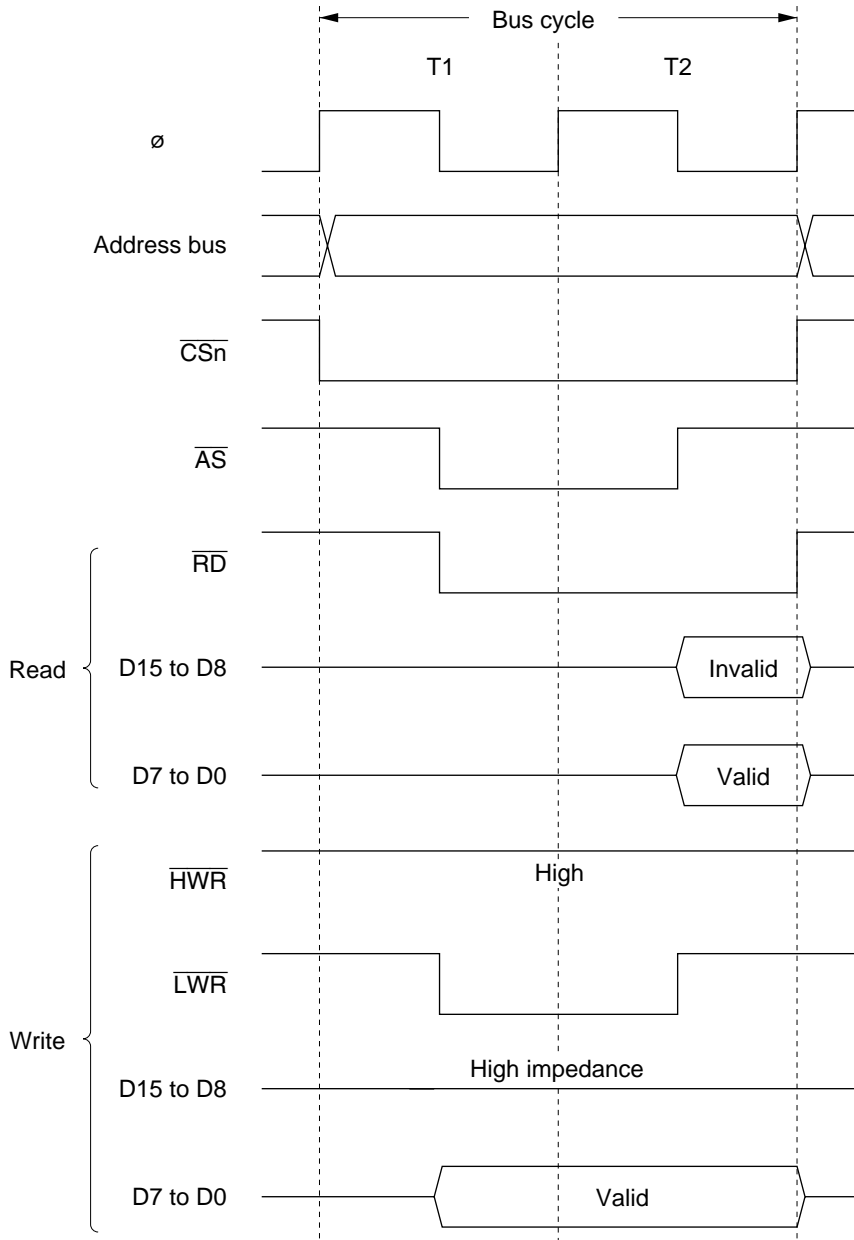 Bus cycle
T1 T2
ø
Address bus
CSn
AS
RD
Read
D15 to D8 Invalid
D7 to D0 Valid
HWR High
LWR
Write
High impedance
D15 to D8
D7 to D0 Valid